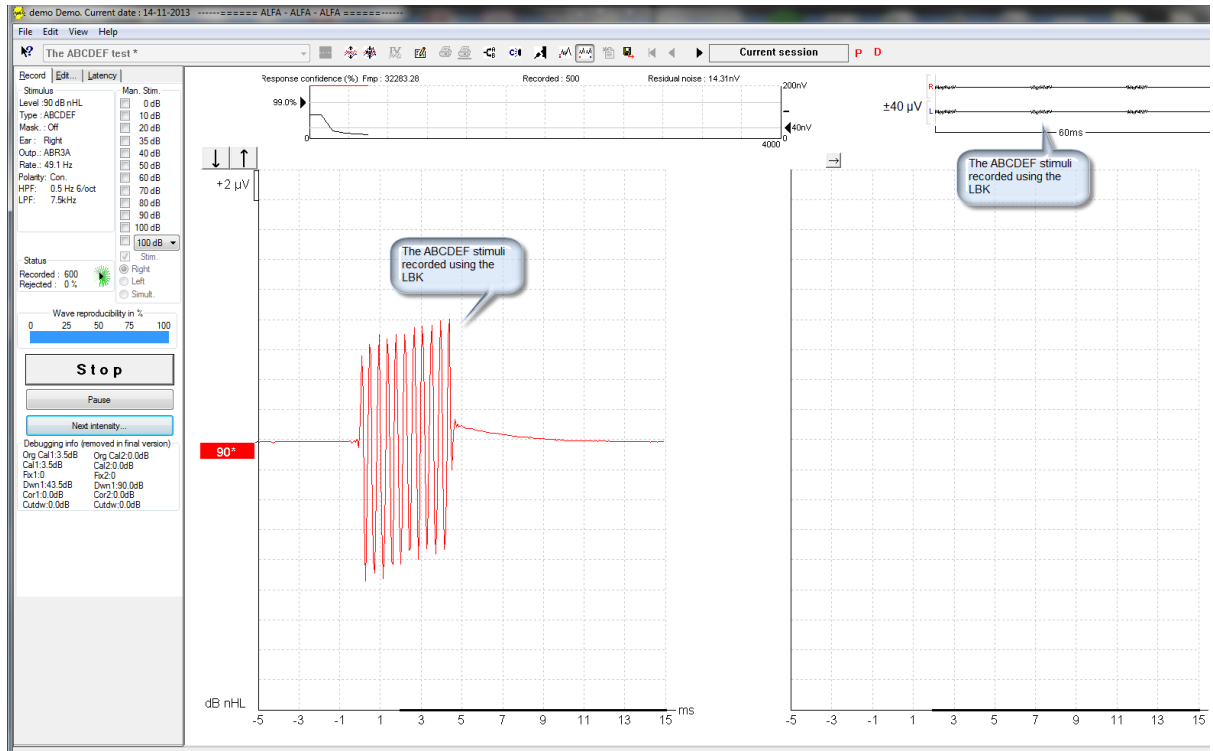 demo Demo. Current date : 14-11-2013 ------====== ALFA - ALFA - ALFA ======-----
File Edit View Help
The ABCDEF test *
Current session
P D
Record Edit... Latency
Stimulus
Level :90 dB nHL
Type : ABCDEF
Mask. : Off
Ear : Right
Outp.: ABR3A
Rate.: 49.1 Hz
Polarity: Con.
HPF: 0.5 Hz 6/oct
LPF: 7.5kHz
Man. Stim.
0 dB
10 dB
20 dB
35 dB
40 dB
50 dB
60 dB
70 dB
80 dB
90 dB
100 dB
100 dB
Stim.
Right
Left
Simult.
Status
Recorded : 600
Rejected : 0 %
Wave reproducibility in %
0 25 50 75 100
Stop
Pause
Next intensity...
Debugging info (removed in final version)
Org Cal1:3.5dB Org Cal2:0.0dB
Cal1:3.5dB Cal2:0.0dB
Fix1:0 Fix2:0
Dwn1:43.5dB Dwn1:90.0dB
Cor1:0.0dB Cor2:0.0dB
Cutdw:0.0dB Cutdw:0.0dB
Response confidence (%) Fmp : 32283.28 Recorded : 500 Residual noise : 14.31nV
99.0%
0
200nV
40nV
0
4000
+2 µV
The ABCDEF stimuli
recorded using the
LBK
90*
dB nHL
-5 -3 -1 1 3 5 7 9 11 13 15 ms
±40 µV
R
L
60ms
The ABCDEF stimuli
recorded using the
LBK
-5 -3 -1 1 3 5 7 9 11 13 15